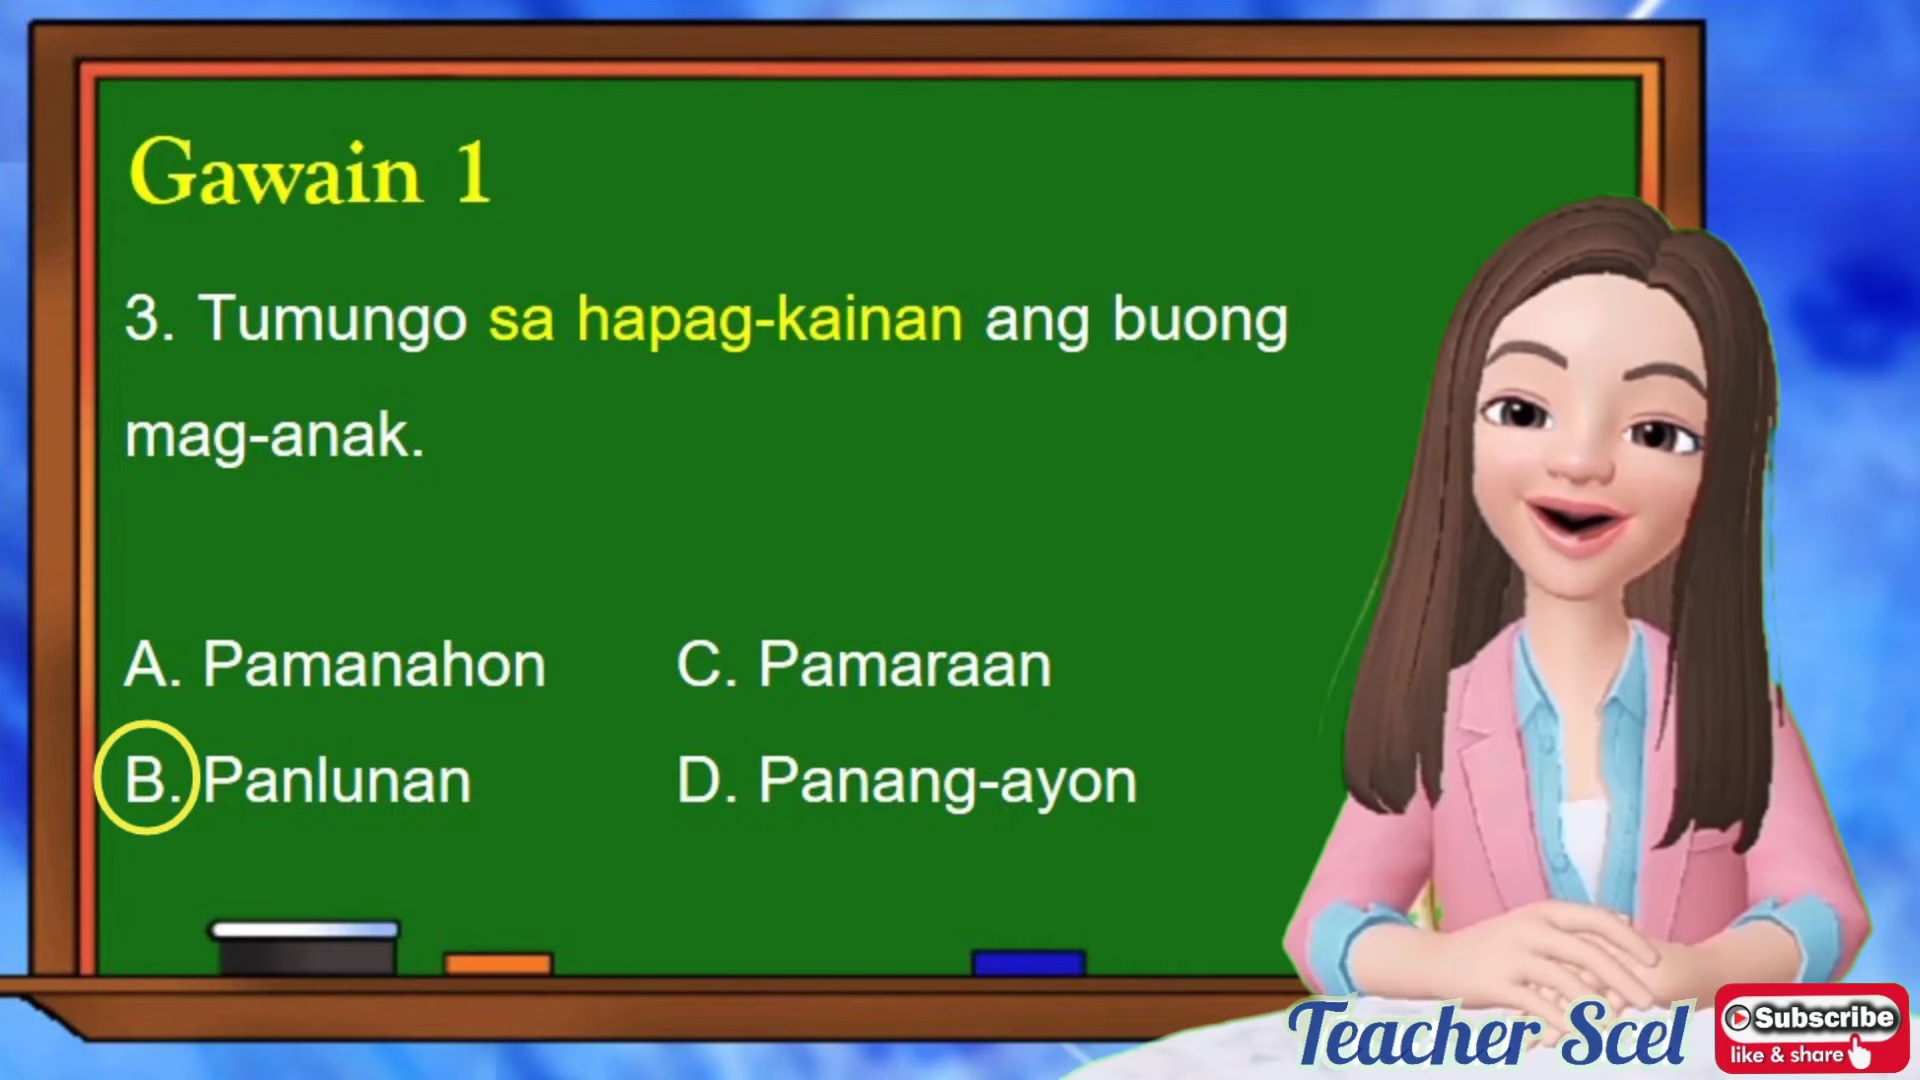 Gawain 1
3. Tumungo sa hapag-kainan ang buong
mag-anak.
A. Pamanahon
C. Pamaraan
B. Panlunan
D. Panang-ayon
Teacher Scel
Subscribe
like & share